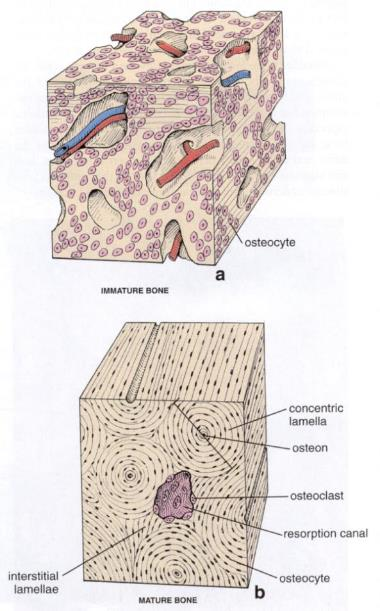 osteocyte
a
IMMATURE BONE
concentric
lamella
osteon
osteoclast
resorption canal
interstitial
lamellae
osteocyte
b
MATURE BONE